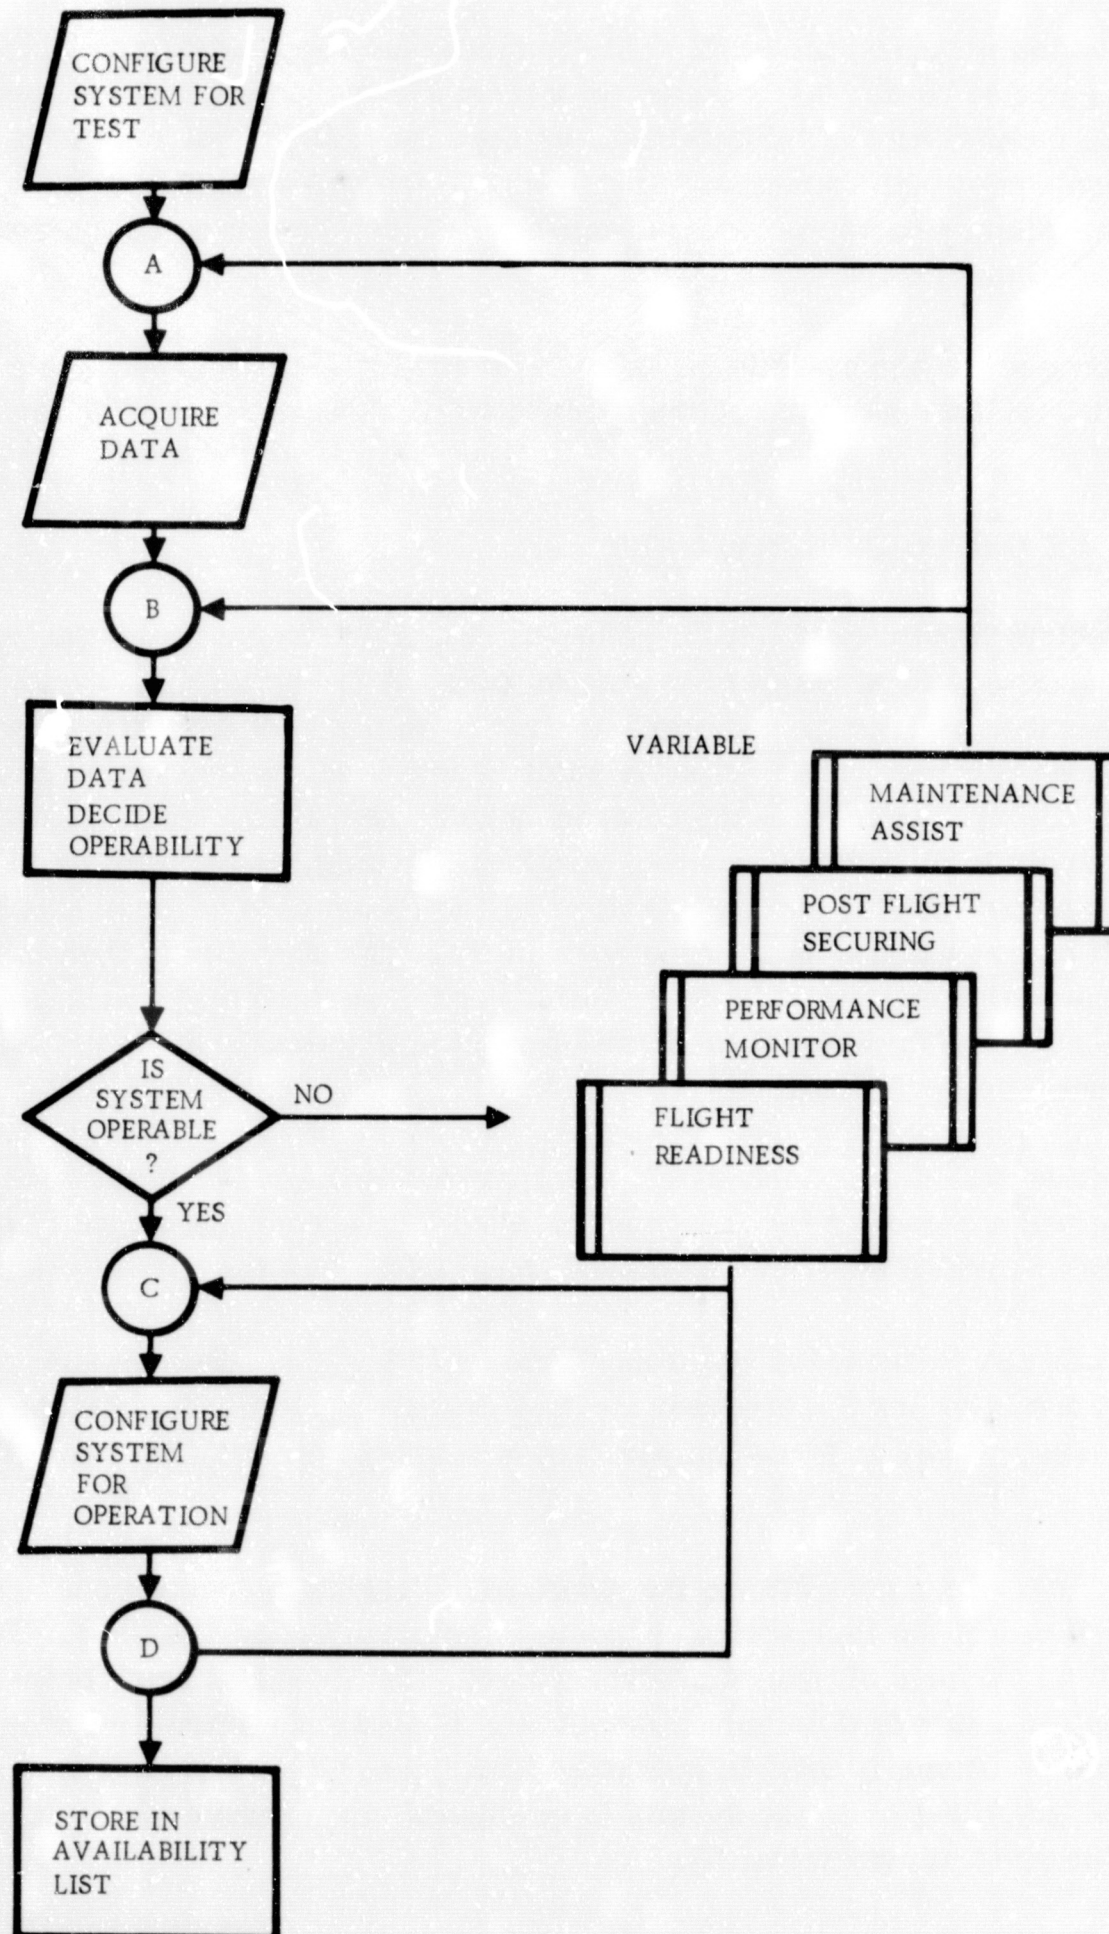 CONFIGURE
SYSTEM FOR
TEST
A
ACQUIRE
DATA
B
EVALUATE
DATA
DECIDE
OPERABILITY
IS
SYSTEM
OPERABLE
?
NO
YES
C
CONFIGURE
SYSTEM
FOR
OPERATION
D
STORE IN
AVAILABILITY
LIST
VARIABLE
MAINTENANCE
ASSIST
POST FLIGHT
SECURING
PERFORMANCE
MONITOR
FLIGHT
READINESS